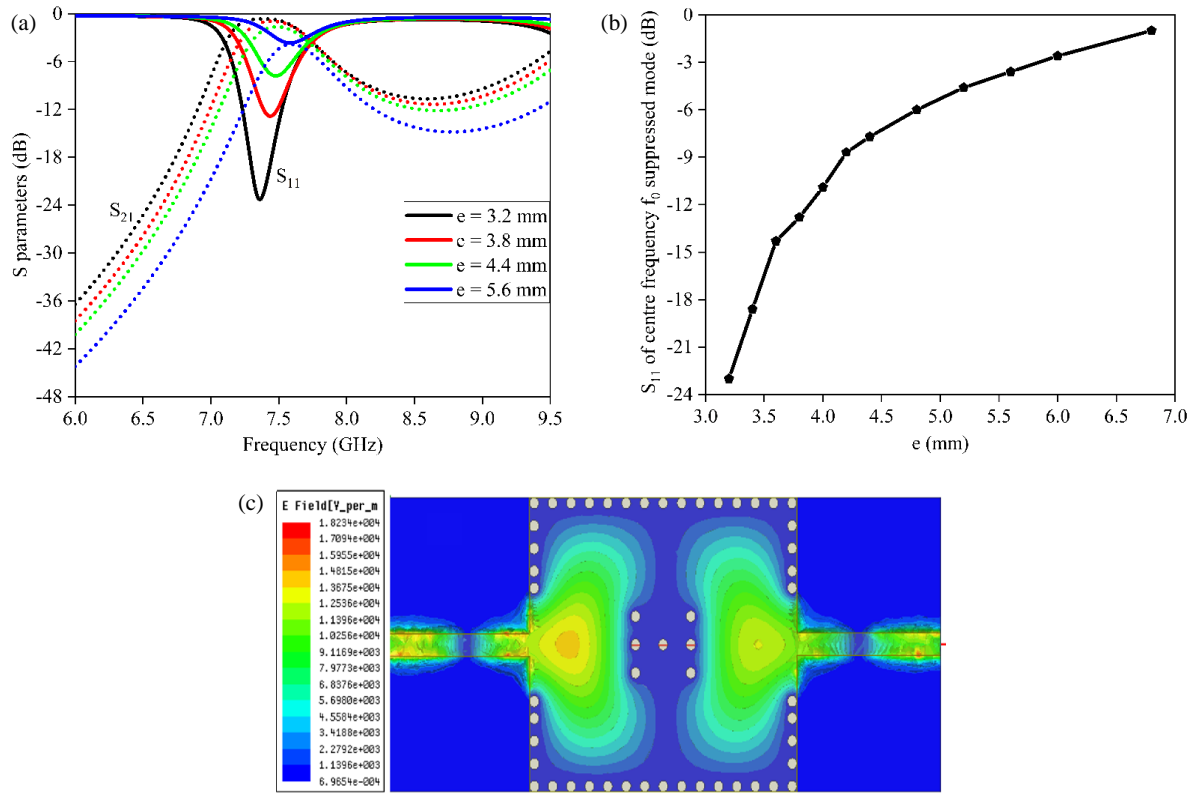 (a)
0
-6
-12
-18
-24
-30
-36
-42
-48
S parameters (dB)
S21
S11
e = 3.2 mm
e = 3.8 mm
e = 4.4 mm
e = 5.6 mm
6.0 6.5 7.0 7.5 8.0 8.5 9.0 9.5
Frequency (GHz)
(b)
0
-3
-6
-9
-12
-15
-18
-21
-24
S11 of centre frequency f0 suppressed mode (dB)
3.0 3.5 4.0 4.5 5.0 5.5 6.0 6.5 7.0
e (mm)
(c)
E Field[V_per_m
1.8234e+004
1.7094e+004
1.5955e+004
1.4815e+004
1.3675e+004
1.2536e+004
1.1396e+004
1.0256e+004
9.1169e+003
7.9773e+003
6.8376e+003
5.6980e+003
4.5584e+003
3.4188e+003
2.2792e+003
1.1396e+003
6.9654e-004